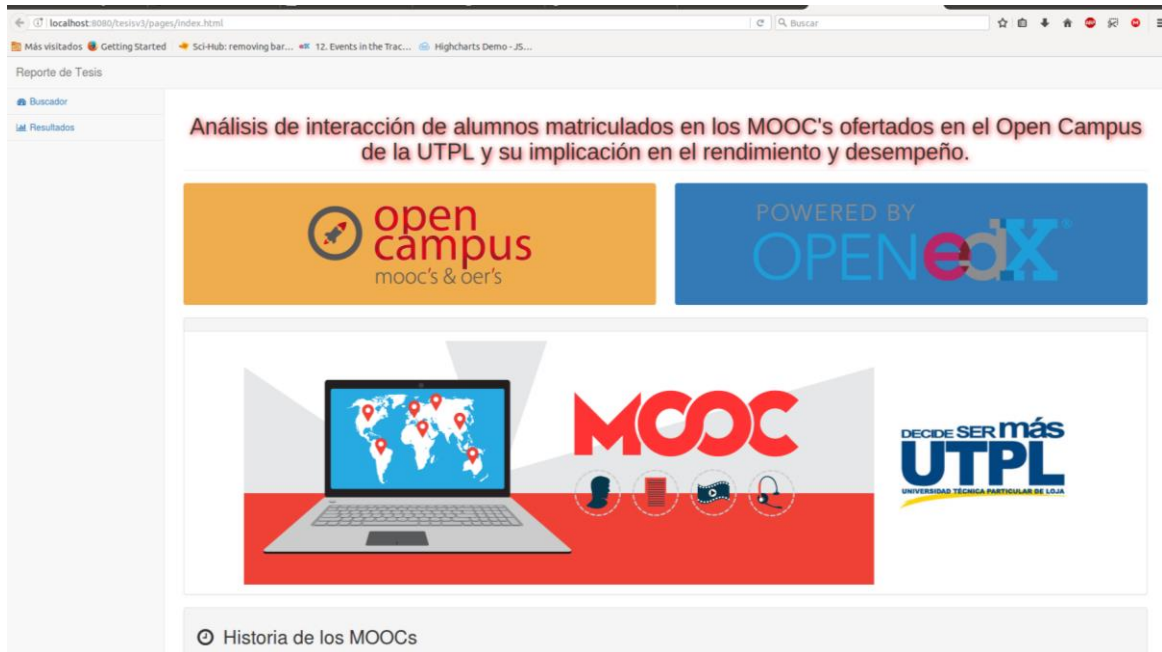 localhost:8080/tesisv3/pages/index.html
Buscar
Más visitados
Getting Started
Sci-Hub: removing bar...
12. Events in the Trac...
Highcharts Demo - JS...
Reporte de Tesis
Buscador
Resultados
Análisis de interacción de alumnos matriculados en los MOOC's ofertados en el Open Campus
de la UTPL y su implicación en el rendimiento y desempeño.
open
campus
mooc's & oer's
POWERED BY
OPEN edX®
MOOC
DECIDE SER más
UTPL
UNIVERSIDAD TÉCNICA PARTICULAR DE LOJA
Historia de los MOOCs